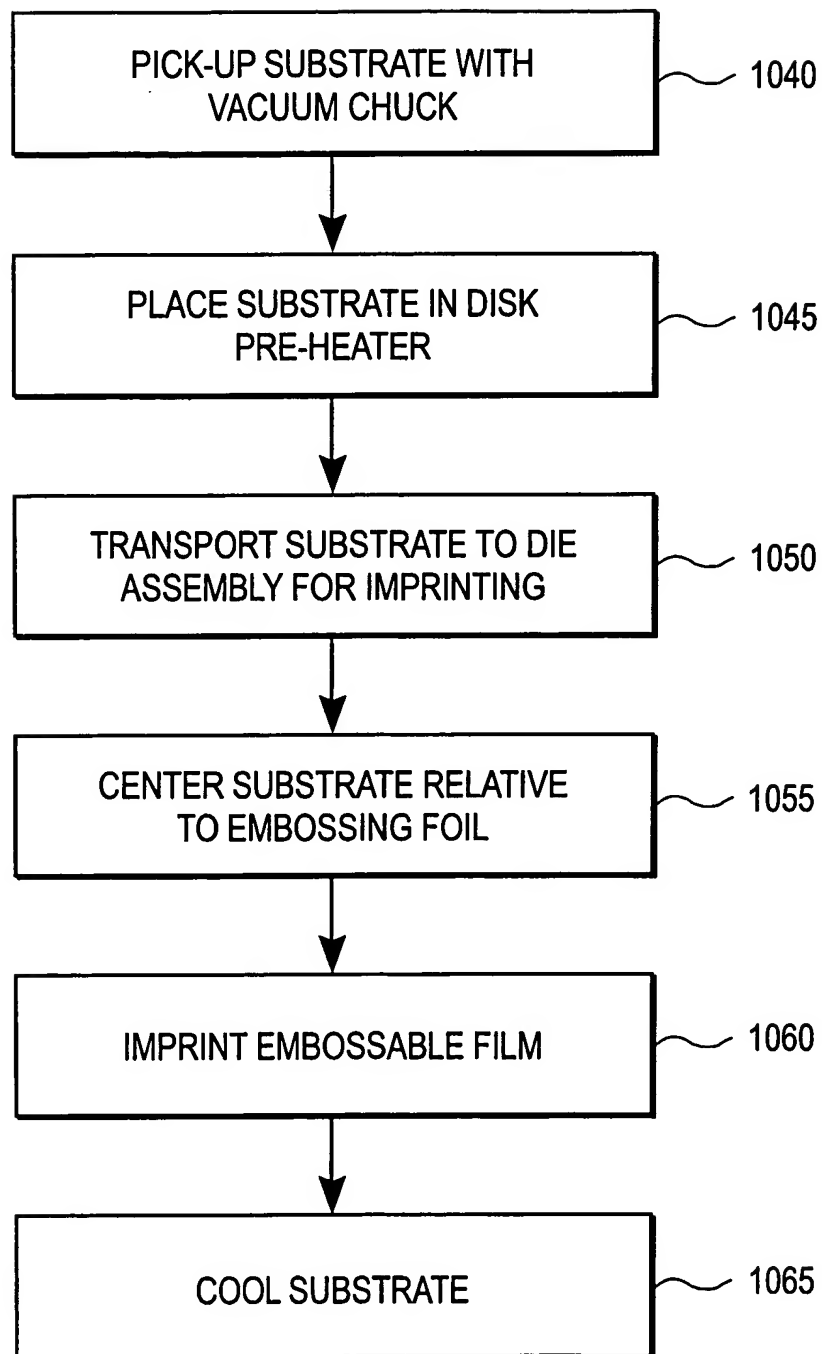 PICK-UP SUBSTRATE WITH
VACUUM CHUCK
1040
PLACE SUBSTRATE IN DISK
PRE-HEATER
1045
TRANSPORT SUBSTRATE TO DIE
ASSEMBLY FOR IMPRINTING
1050
CENTER SUBSTRATE RELATIVE
TO EMBOSSING FOIL
1055
IMPRINT EMBOSSABLE FILM
1060
COOL SUBSTRATE
1065